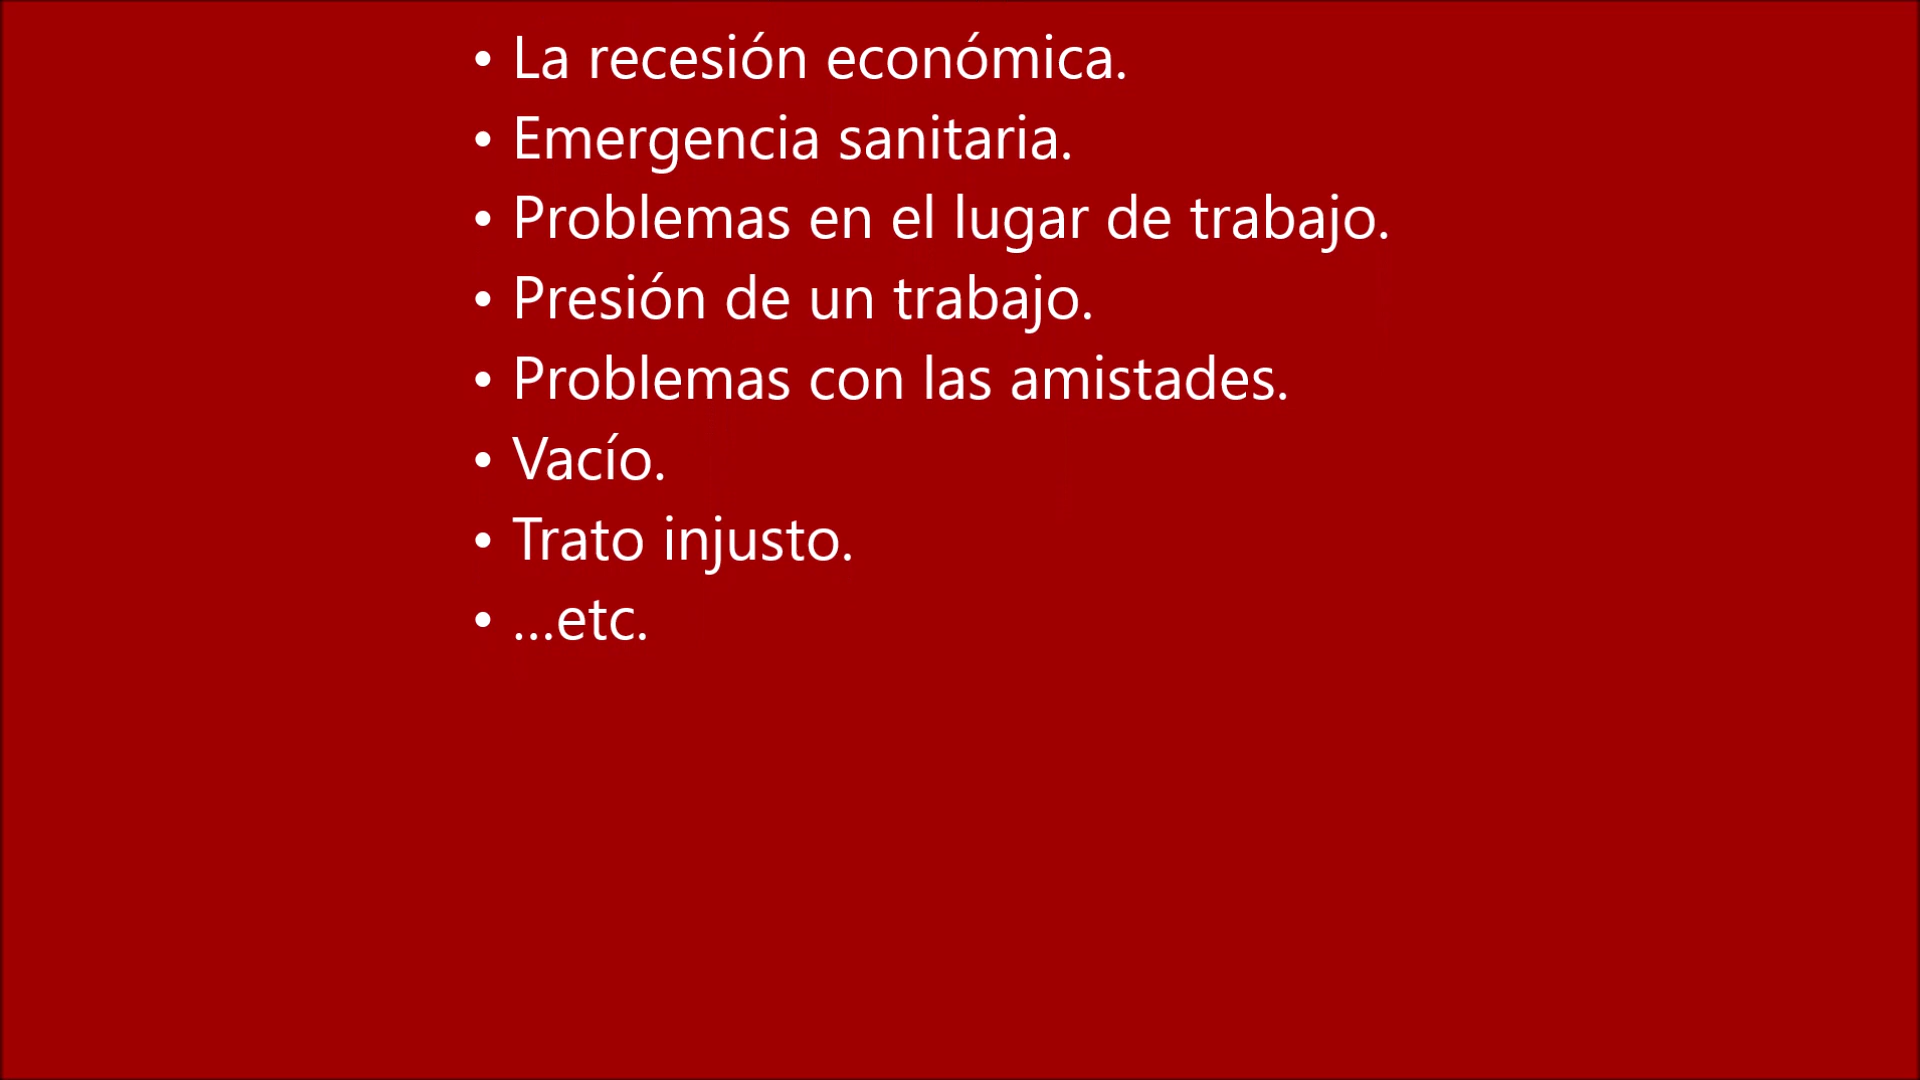 • La recesión económica.
• Emergencia sanitaria.
• Problemas en el lugar de trabajo.
• Presión de un trabajo.
• Problemas con las amistades.
• Vacío.
• Trato injusto.
• ...etc.